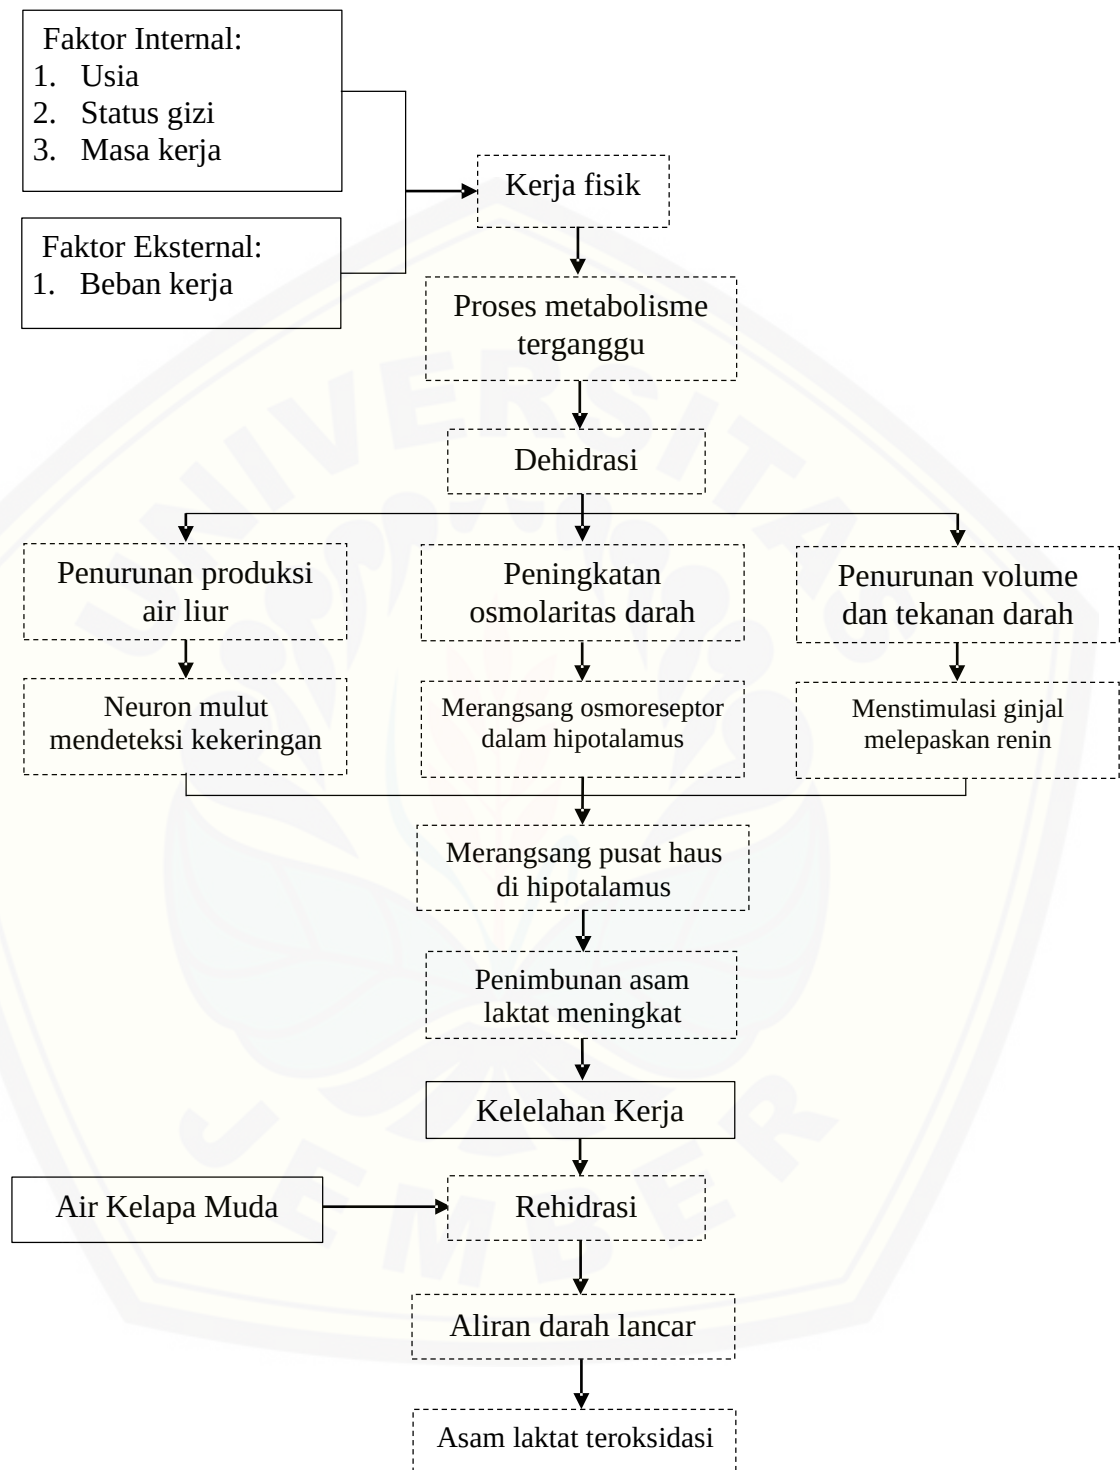 Faktor Internal:
1. Usia
2. Status gizi
3. Masa kerja
Kerja fisik
Faktor Eksternal:
1. Beban kerja
Proses metabolisme
terganggu
Dehidrasi
Penurunan produksi
air liur
Peningkatan
osmolaritas darah
Penurunan volume
dan tekanan darah
Neuron mulut
mendeteksi kekeringan
Merangsang osmoreseptor
dalam hipotalamus
Menstimulasi ginjal
melepaskan renin
Merangsang pusat haus
di hipotalamus
Penimbunan asam
laktat meningkat
Kelelahan Kerja
Air Kelapa Muda
Rehidrasi
Aliran darah lancar
Asam laktat teroksidasi
UNIVERSITAS
JEMBER